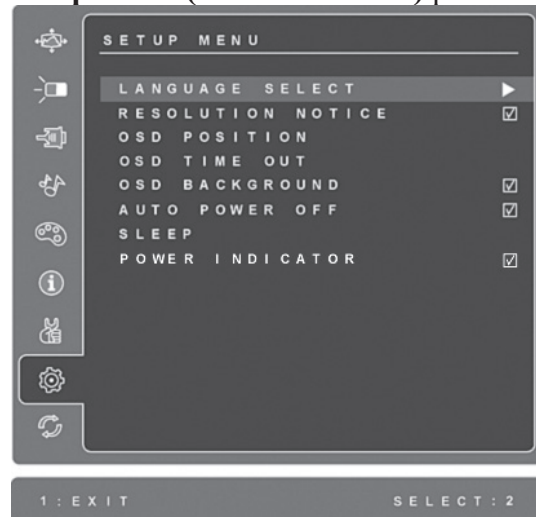 SETUP MENU
LANGUAGE SELECT
RESOLUTION NOTICE
OSD POSITION
OSD TIME OUT
OSD BACKGROUND
AUTO POWER OFF
SLEEP
POWER INDICATOR
1:EXIT SELECT:2